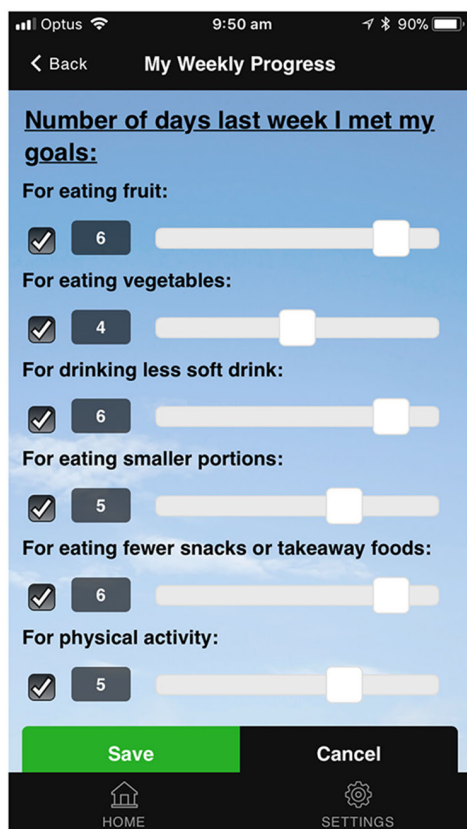 Optus 9:50 am 90%
Back My Weekly Progress
Number of days last week I met my
goals:
For eating fruit:
6
For eating vegetables:
4
For drinking less soft drink:
6
For eating smaller portions:
5
For eating fewer snacks or takeaway foods:
6
For physical activity:
5
Save Cancel
HOME SETTINGS